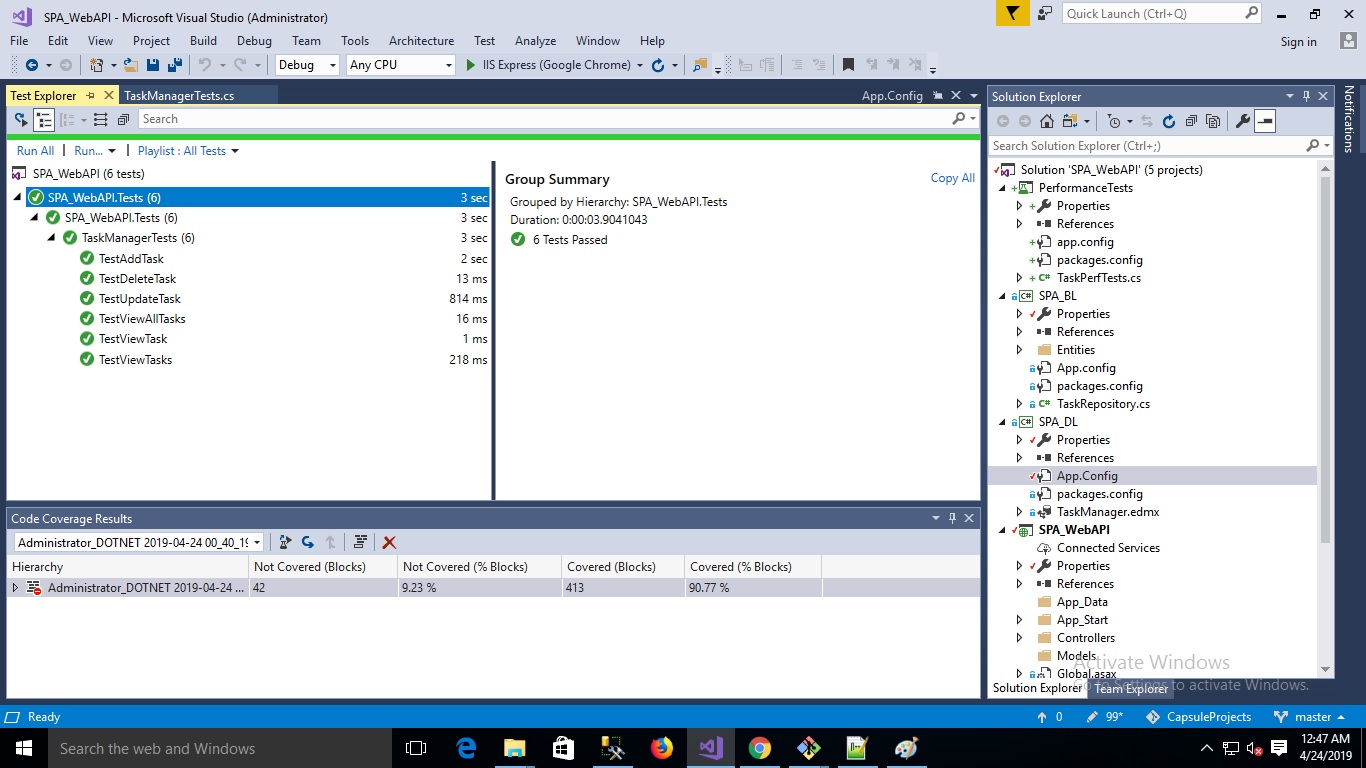 SPA_WebAPI - Microsoft Visual Studio (Administrator)
Quick Launch (Ctrl+Q)
File Edit View Project Build Debug Team Tools Architecture Test Analyze Window Help
Sign in
Debug Any CPU IIS Express (Google Chrome)
Test Explorer TaskManagerTests.cs App.Config
Search
Run All | Run... | Playlist : All Tests
SPA_WebAPI (6 tests)
SPA_WebAPI.Tests (6) 3 sec
SPA_WebAPI.Tests (6) 3 sec
TaskManagerTests (6) 3 sec
TestAddTask 2 sec
TestDeleteTask 13 ms
TestUpdateTask 814 ms
TestViewAllTasks 16 ms
TestViewTask 1 ms
TestViewTasks 218 ms
Group Summary Copy All
Grouped by Hierarchy: SPA_WebAPI.Tests
Duration: 0:00:03.9041043
6 Tests Passed
Code Coverage Results
Administrator_DOTNET 2019-04-24 00_40_19
Hierarchy Not Covered (Blocks) Not Covered (% Blocks) Covered (Blocks) Covered (% Blocks)
Administrator_DOTNET 2019-04-24 ... 42 9.23 % 413 90.77 %
Solution Explorer
Search Solution Explorer (Ctrl+;)
Solution 'SPA_WebAPI' (5 projects)
PerformanceTests
Properties
References
app.config
packages.config
C# TaskPerfTests.cs
C# SPA_BL
Properties
References
Entities
App.config
packages.config
C# TaskRepository.cs
C# SPA_DL
Properties
References
App.Config
packages.config
TaskManager.edmx
SPA_WebAPI
Connected Services
Properties
References
App_Data
App_Start
Controllers
Models
Global.asax
Solution Explorer Team Explorer
Notifications
Activate Windows
Go to Settings to activate Windows.
Ready 0 99* CapsuleProjects master
Search the web and Windows
12:47 AM
4/24/2019